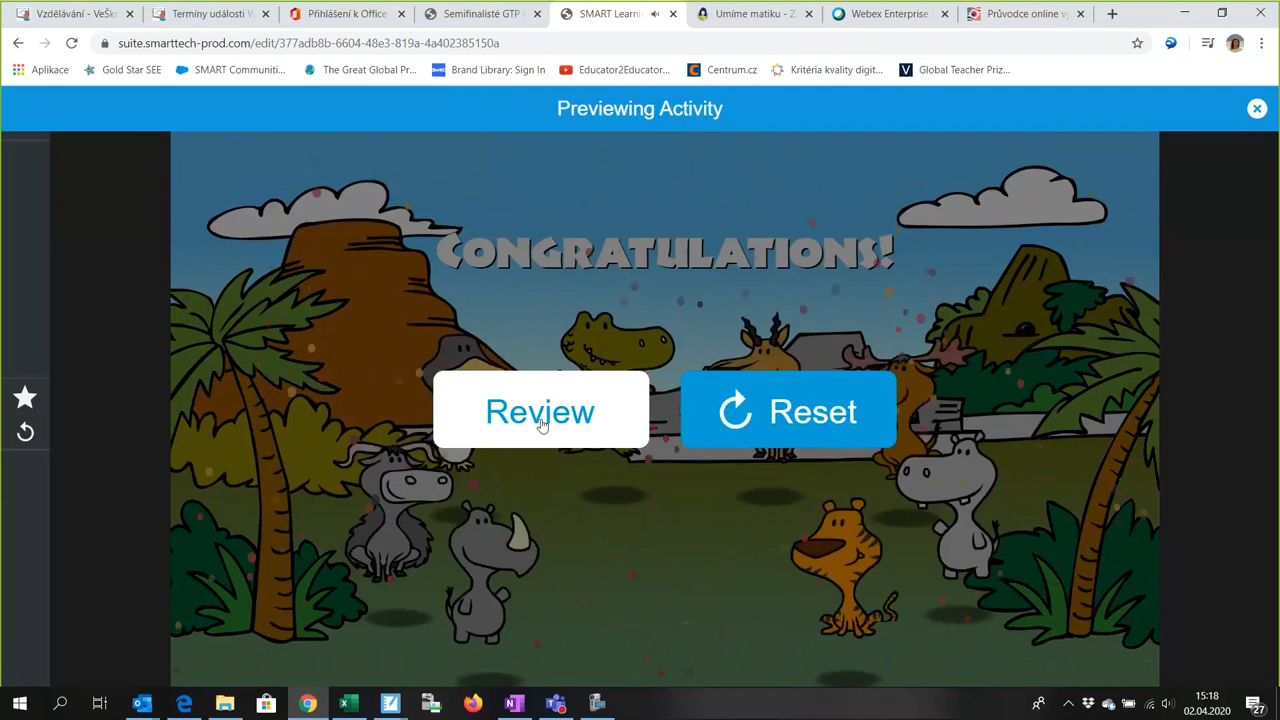 Vzdělávání - VeŠk
Termíny události W
Přihlášení k Office
Semifinalisté GTP C
SMART Learni
Umíme matiku - Z
Webex Enterprise
Průvodce online vý
suite.smarttech-prod.com/edit/377adb8b-6604-48e3-819a-4a402385150a
Aplikace
Gold Star SEE
SMART Communiti...
The Great Global Pr...
Brand Library: Sign In
Educator2Educator...
Centrum.cz
Kritéria kvality digit...
Global Teacher Priz...
Previewing Activity
CONGRATULATIONS!
Review
Reset
15:18
02.04.2020
27